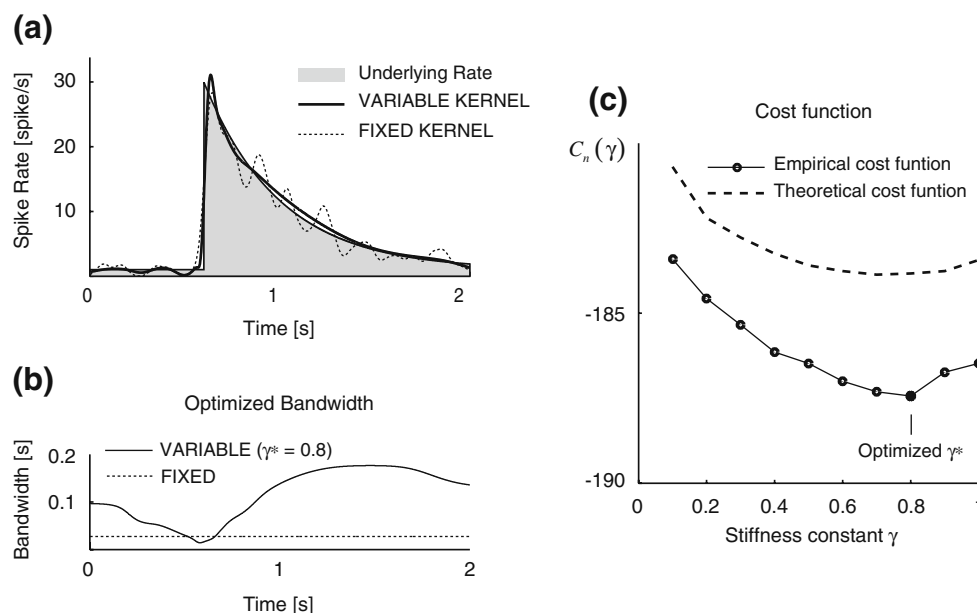 (a)
Spike Rate [spike/s]
30
20
10
Underlying Rate
VARIABLE KERNEL
FIXED KERNEL
0
1
2
Time [s]
(b)
Optimized Bandwidth
Bandwidth [s]
0.2
0.1
VARIABLE (γ* = 0.8)
FIXED
0
1
2
Time [s]
(c)
Cost function
Cn(γ)
Empirical cost funtion
Theoretical cost funtion
-185
-190
Optimized γ*
0
0.2
0.4
0.6
0.8
Stiffness constant γ